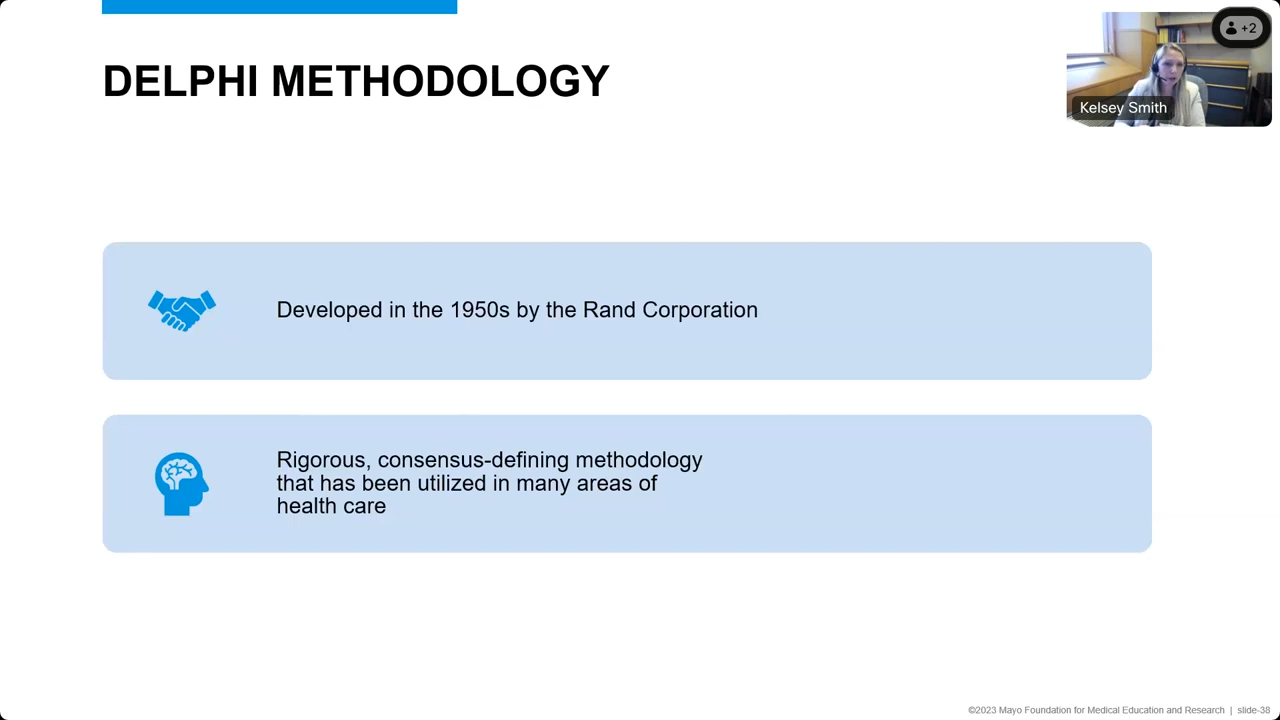 DELPHI METHODOLOGY
+2
Kelsey Smith
Developed in the 1950s by the Rand Corporation
Rigorous, consensus-defining methodology
that has been utilized in many areas of
health care
©2023 Mayo Foundation for Medical Education and Research | slide-38